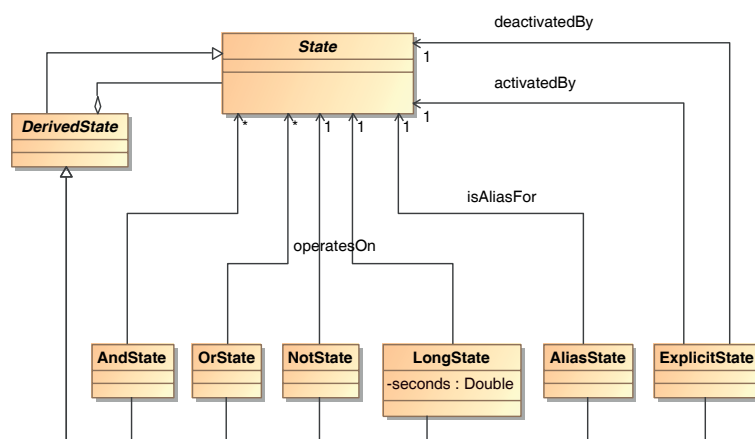 deactivatedBy
State
1
activatedBy
1
DerivedState
*
*
1
1
1
isAliasFor
operatesOn
AndState
OrState
NotState
LongState
-seconds : Double
AliasState
ExplicitState